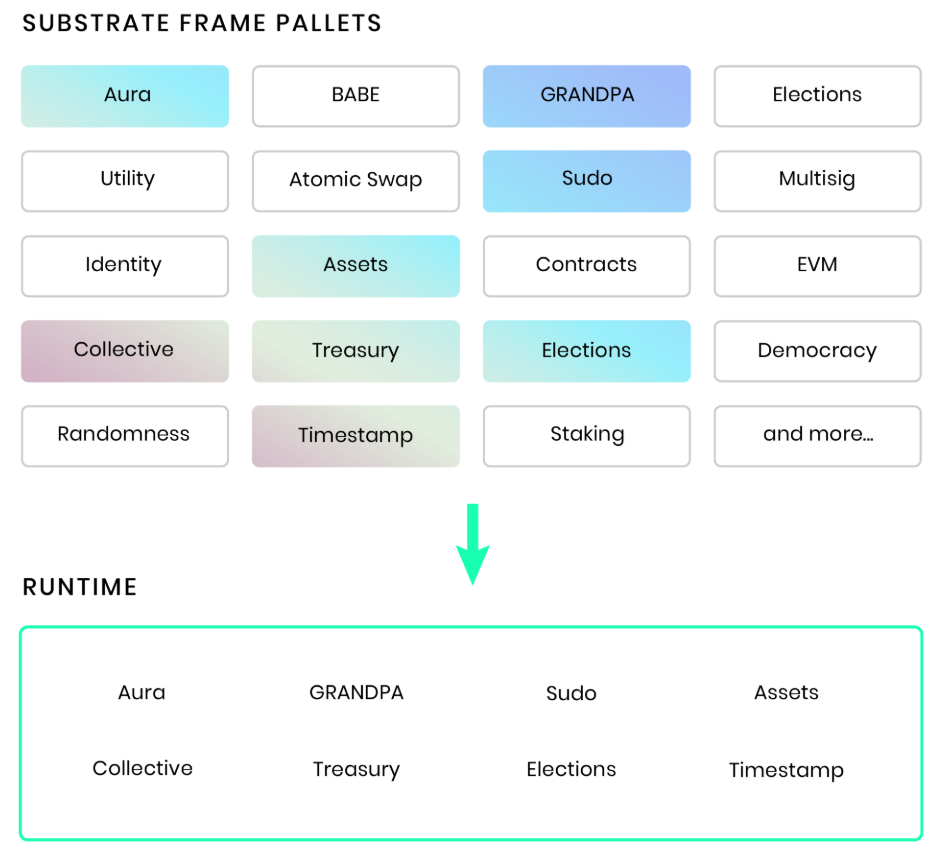 SUBSTRATE FRAME PALLETS
Aura BABE GRANDPA Elections
Utility Atomic Swap Sudo Multisig
Identity Assets Contracts EVM
Collective Treasury Elections Democracy
Randomness Timestamp Staking and more...
RUNTIME
Aura GRANDPA Sudo Assets
Collective Treasury Elections Timestamp